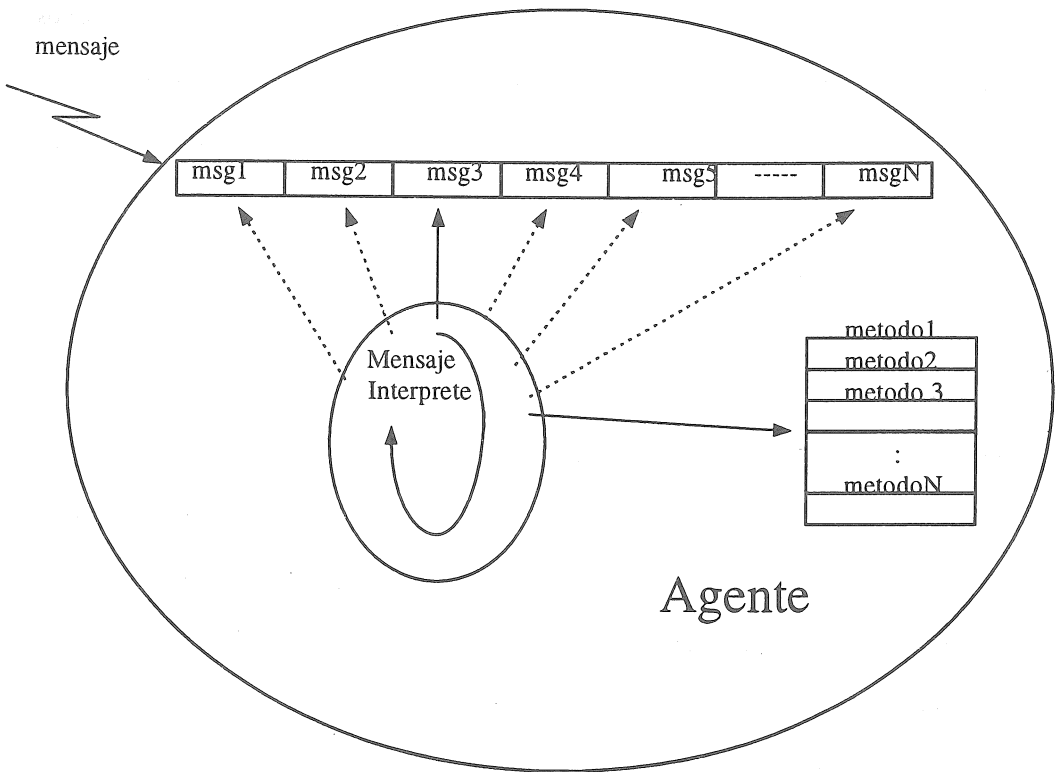 mensaje
msg1 msg2 msg3 msg4 msg5 ----- msgN
Mensaje
Interprete
metodo1
metodo2
metodo 3
:
metodoN
Agente